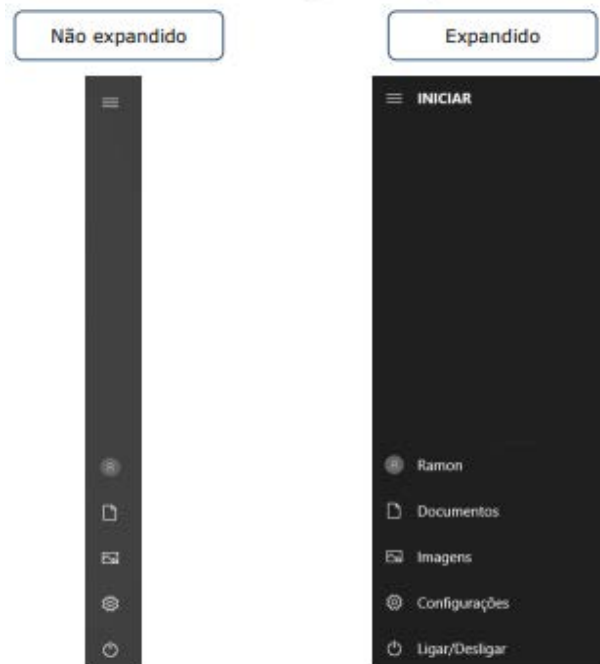 Não expandido
Expandido
INICIAR
Ramon
Documentos
Imagens
Configurações
Ligar/Desligar